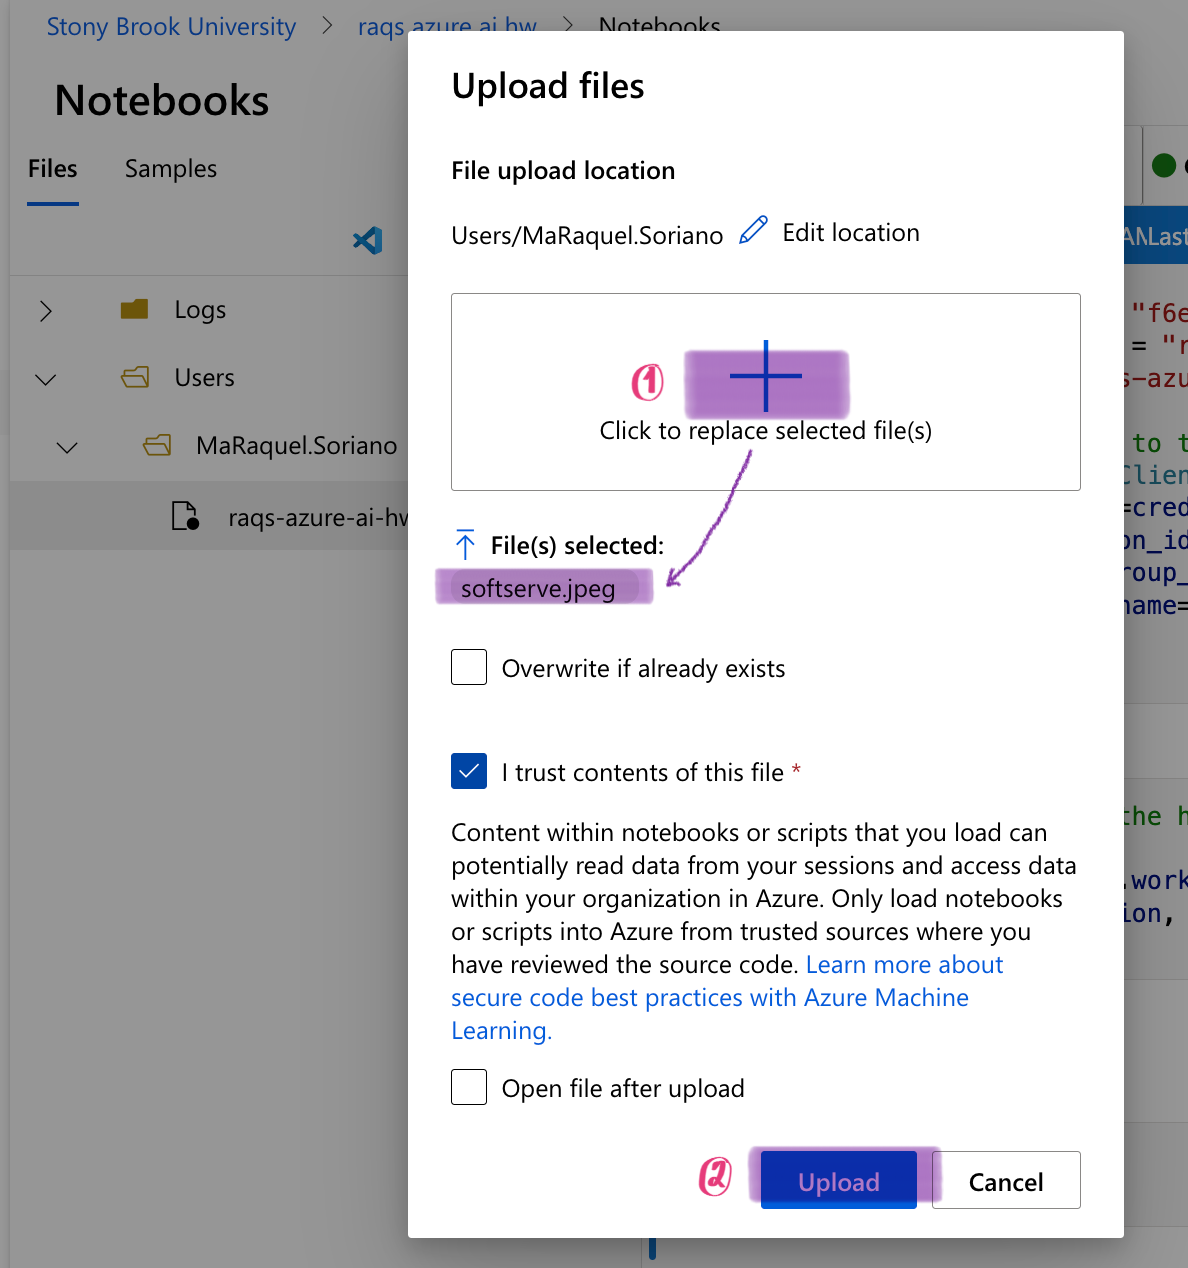 Stony Brook University > raqs azure ai hw > Notebooks
Notebooks
Files Samples
Logs
Users
MaRaquel.Soriano
raqs-azure-ai-hw
Upload files
File upload location
Users/MaRaquel.Soriano Edit location
1
Click to replace selected file(s)
File(s) selected:
softserve.jpeg
Overwrite if already exists
I trust contents of this file *
Content within notebooks or scripts that you load can
potentially read data from your sessions and access data
within your organization in Azure. Only load notebooks
or scripts into Azure from trusted sources where you
have reviewed the source code. Learn more about
secure code best practices with Azure Machine
Learning.
Open file after upload
2 Upload Cancel
Last
"f6e
= "r
s-azu
to t
Clien
=cred
on_id
roup_
name=
the h
.work
ion,